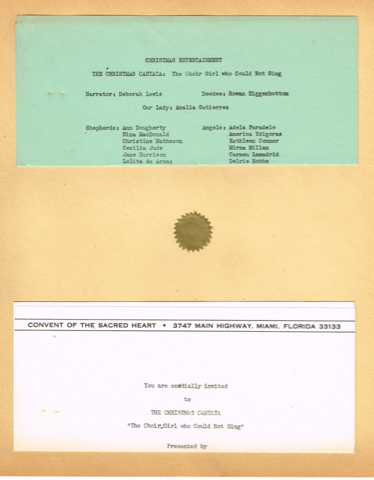 CHRISTMAS ENTERTAINMENT
THE CHRISTMAS CANTATA: The Choir Girl who Could Not Sing
Narrator: Deborah Lewis Deedee: Rowan Higgenbottom
Our Lady: Amalia Gutierrez
Shepherds: Ann Dougherty Angels: Adela Paradelo
Nina MacDonald America Ydigoras
Christine Matheson Kathleen Connor
Cecilia Jude Mirna Millan
Jane Harrison Carmen Lamadrid
Lolita de Armas Delrie Hobbs
CONVENT OF THE SACRED HEART • 3747 MAIN HIGHWAY, MIAMI, FLORIDA 33133
You are cordially invited
to
THE CHRISTMAS CANTATA
"The Choir Girl who Could Not Sing"
Presented by